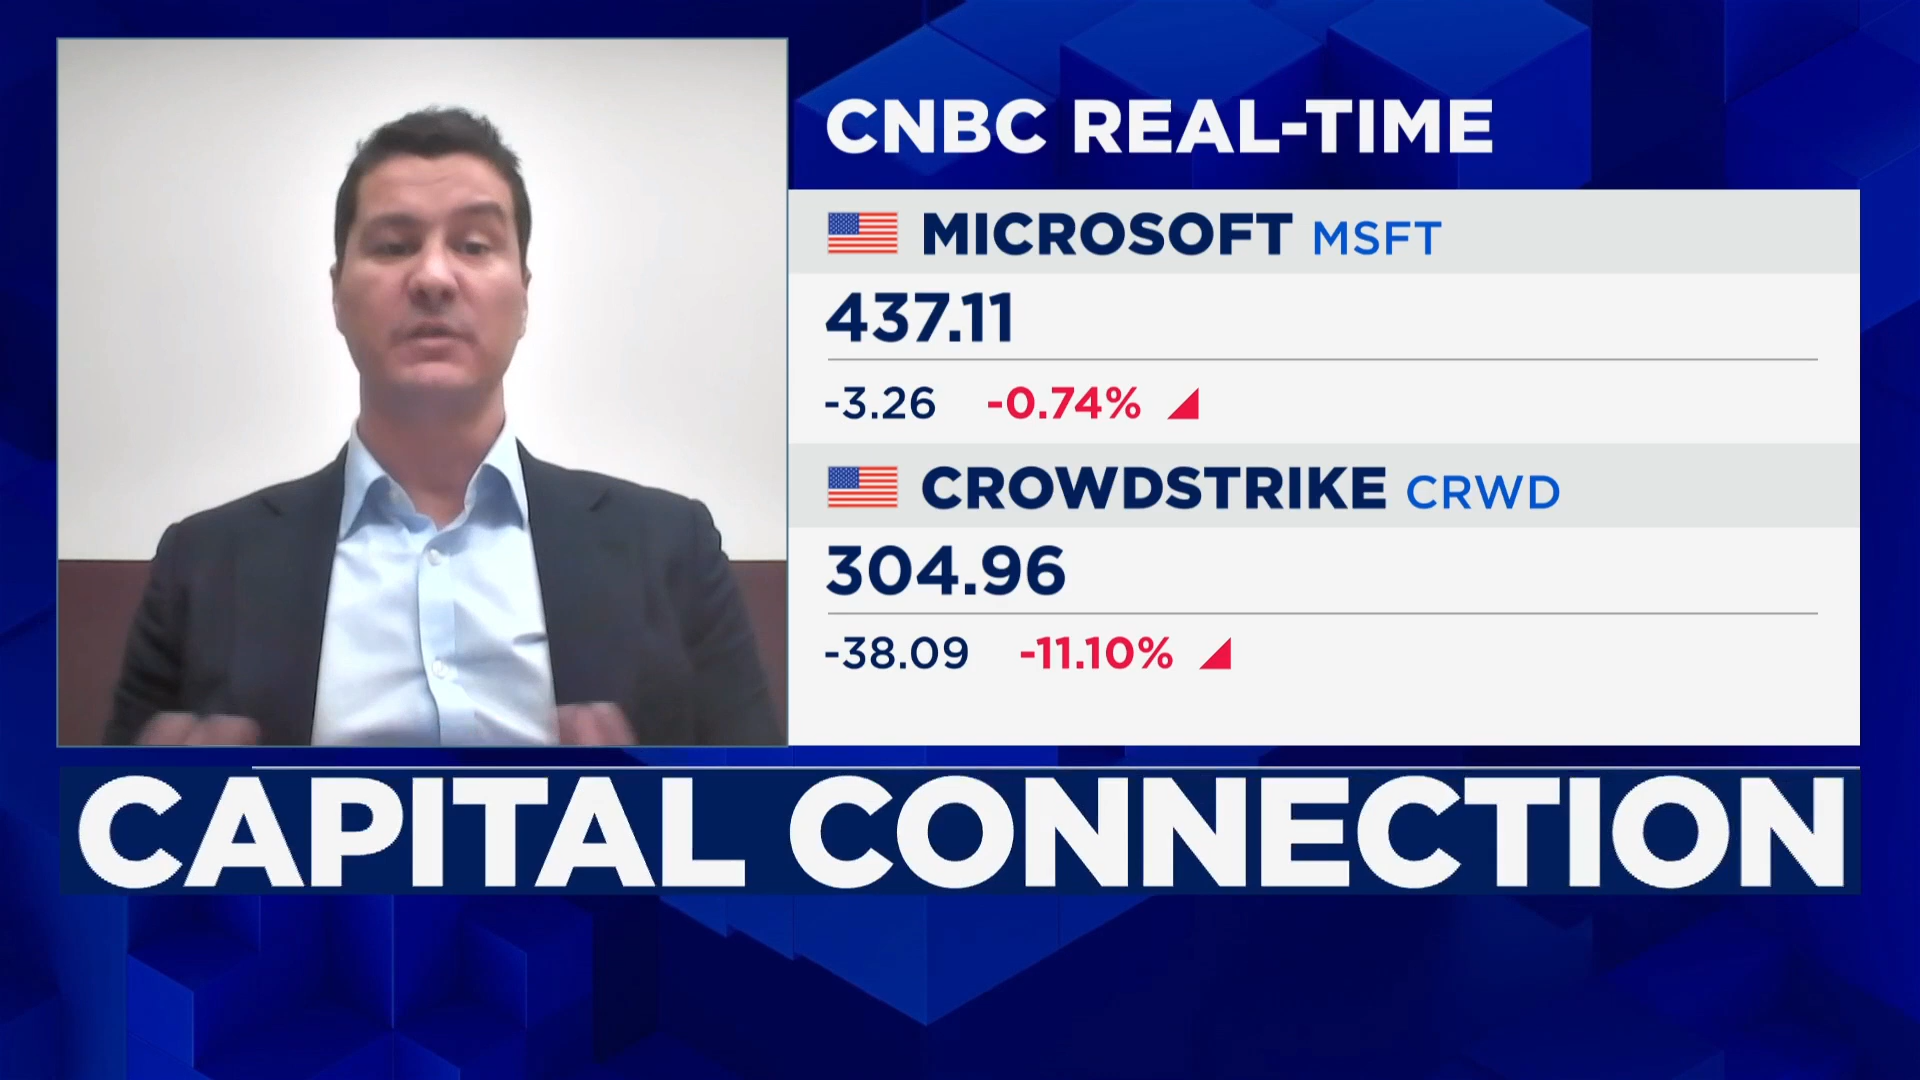 CNBC REAL-TIME
MICROSOFT MSFT
437.11
-3.26 -0.74%
CROWDSTRIKE CRWD
304.96
-38.09 -11.10%
CAPITAL CONNECTION